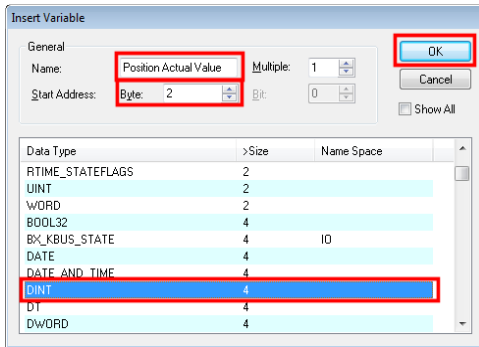 Insert Variable
General
Name: Position Actual Value Multiple: 1
Start Address: Byte: 2 Bit: 0
OK
Cancel
Show All
Data Type >Size Name Space
RTIME_STATEFLAGS 2
UINT 2
WORD 2
BOOL32 4
BX_KBUS_STATE 4 IO
DATE 4
DATE_AND_TIME 4
DINT 4
DT 4
DWORD 4